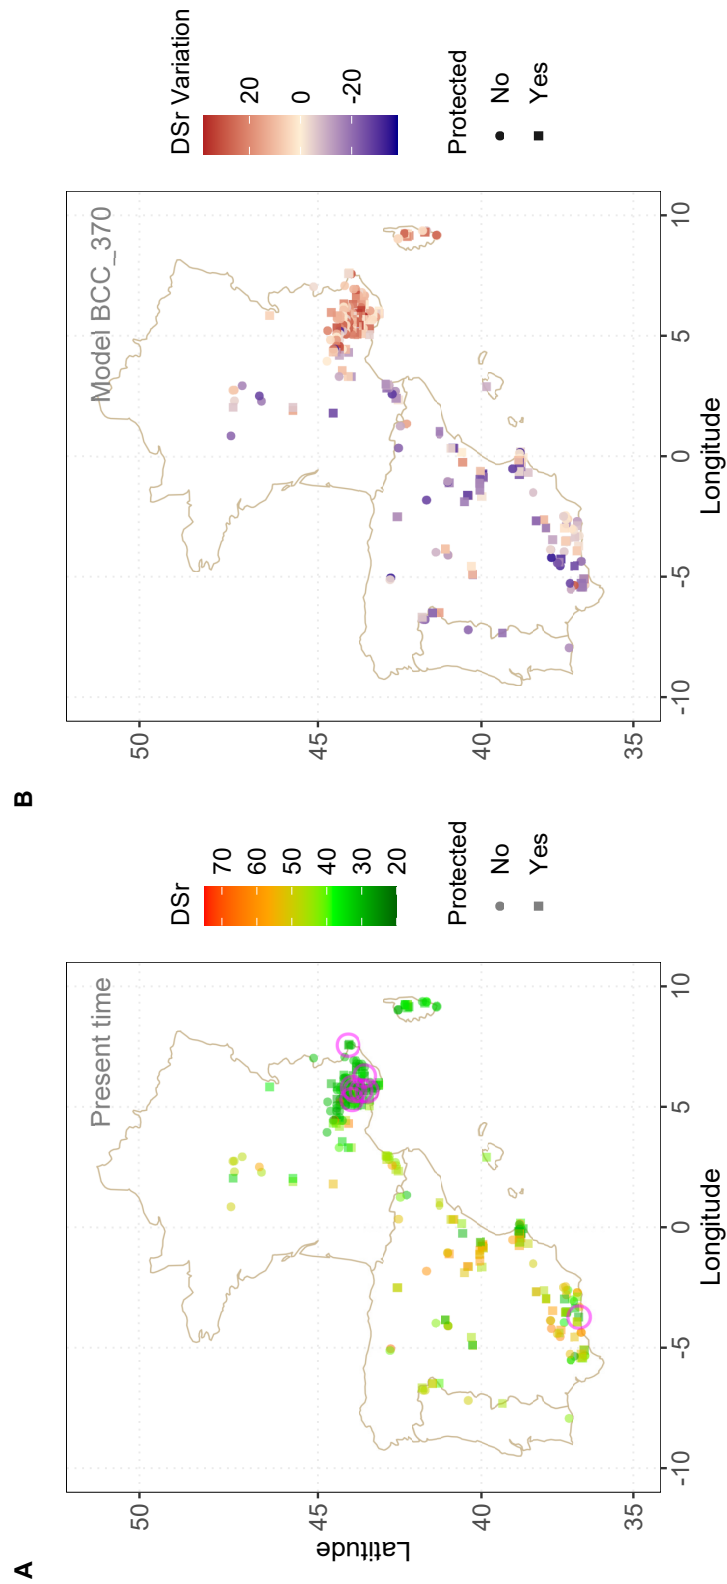 A
Present time
50
45
40
35
Latitude
-10
-5
0
5
10
Longitude
DSr
70
60
50
40
30
20
Protected
No
Yes
B
Model BCC_370
50
45
40
35
-10
-5
0
5
10
Longitude
DSr Variation
20
0
-20
Protected
No
Yes